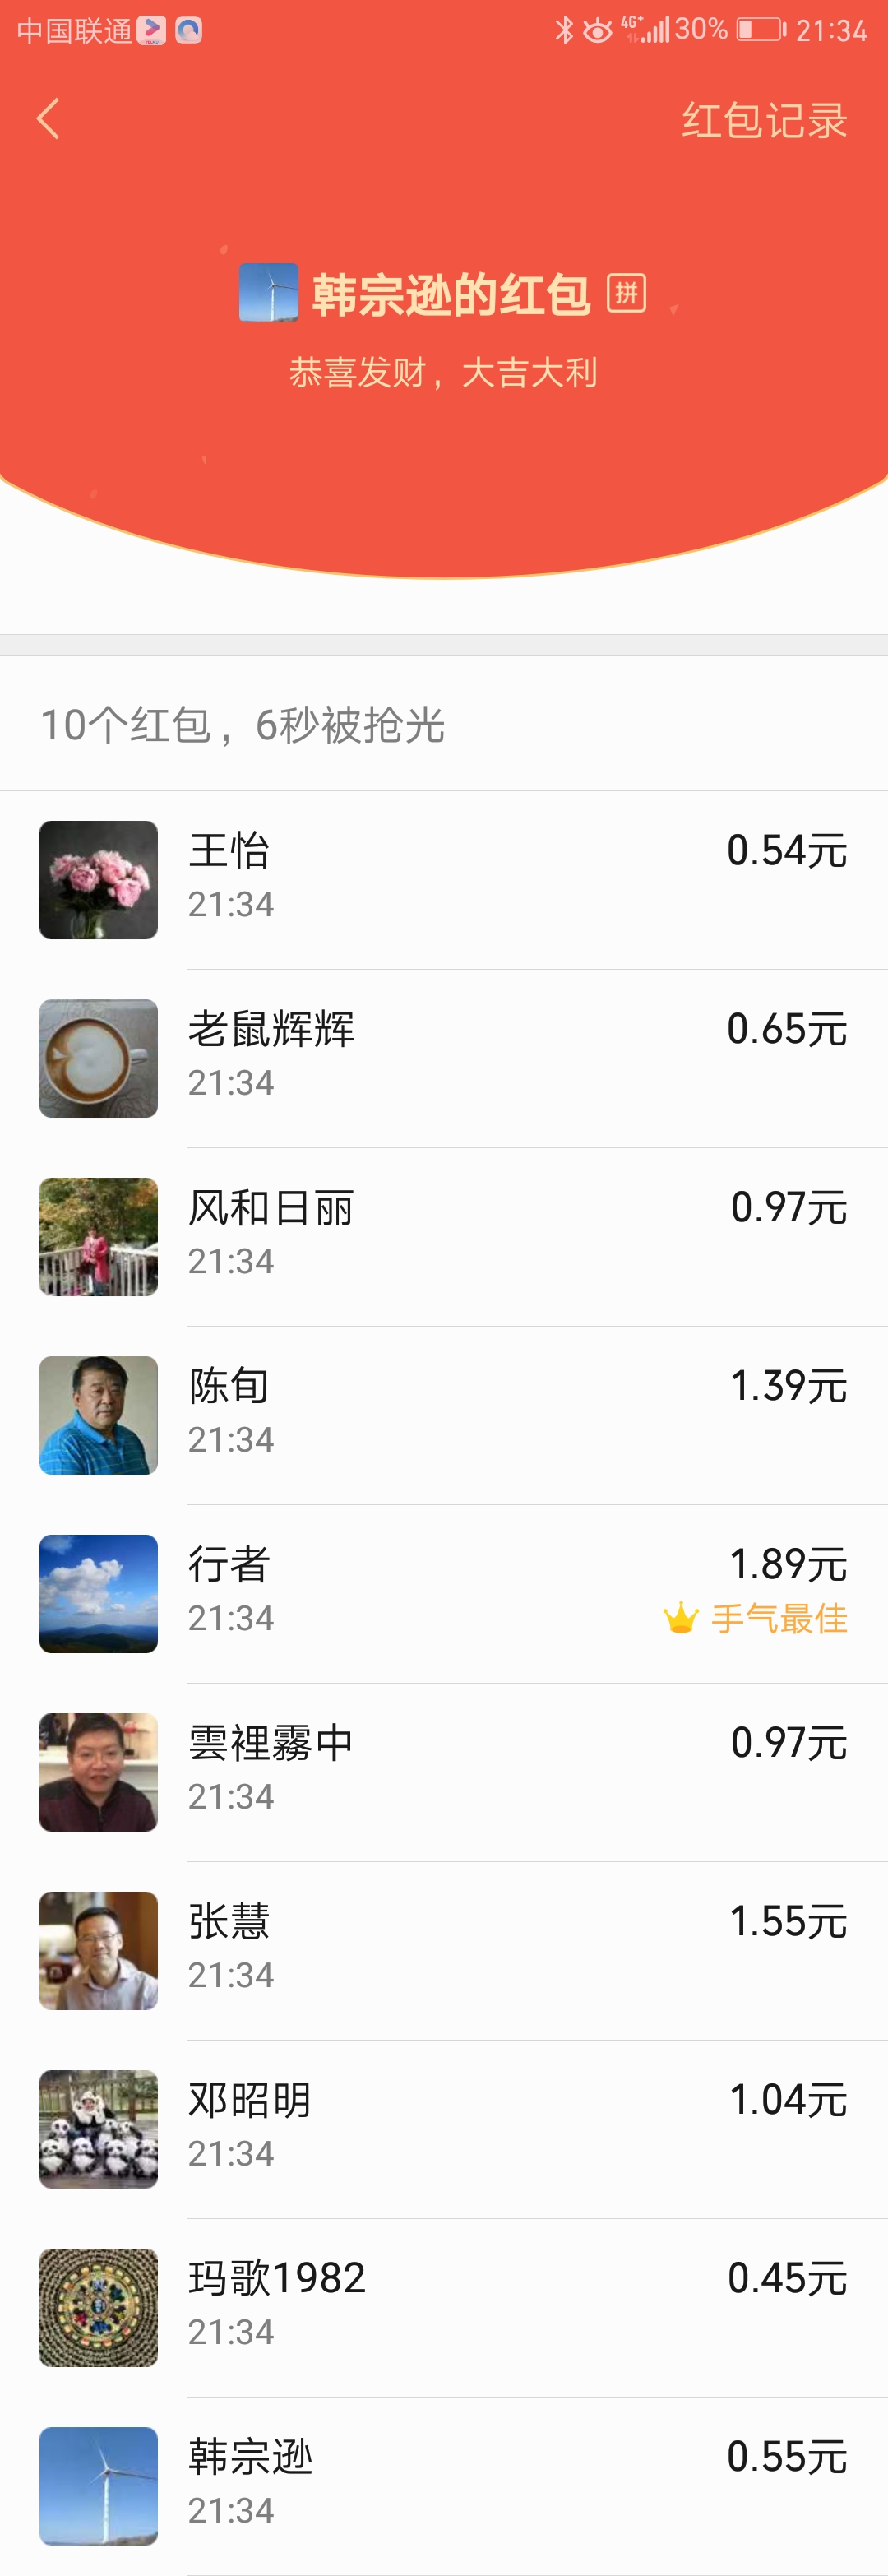 中国联通 4G+ 30% 21:34
红包记录
韩宗逊的红包 拼
恭喜发财，大吉大利
10个红包，6秒被抢光
王怡 0.54元
21:34
老鼠辉辉 0.65元
21:34
风和日丽 0.97元
21:34
陈旬 1.39元
21:34
行者 1.89元
21:34 手气最佳
雲裡霧中 0.97元
21:34
张慧 1.55元
21:34
邓昭明 1.04元
21:34
玛歌1982 0.45元
21:34
韩宗逊 0.55元
21:34